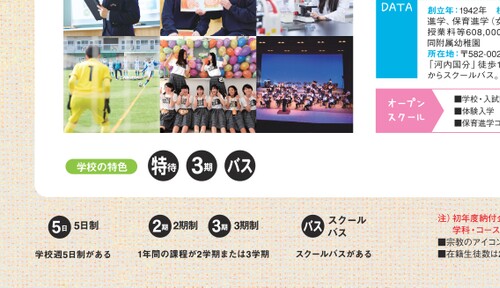 DATA
創立年：1942年
進学、保育進学（女
授業料等608,000
同附属幼稚園
所在地：〒582-002
「河内国分」徒歩1
からスクールバス。
オープン
スクール
■学校・入試
■体験入学
■保育進学コ
学校の特色
特待
3期
バス
5日 5日制
2期 2期制
3期 3期制
バス スクール
バス
学校週5日制がある
1年間の課程が2学期または3学期
スクールバスがある
注）初年度納付金
学科・コース
■宗教のアイコン
■在籍生徒数は2